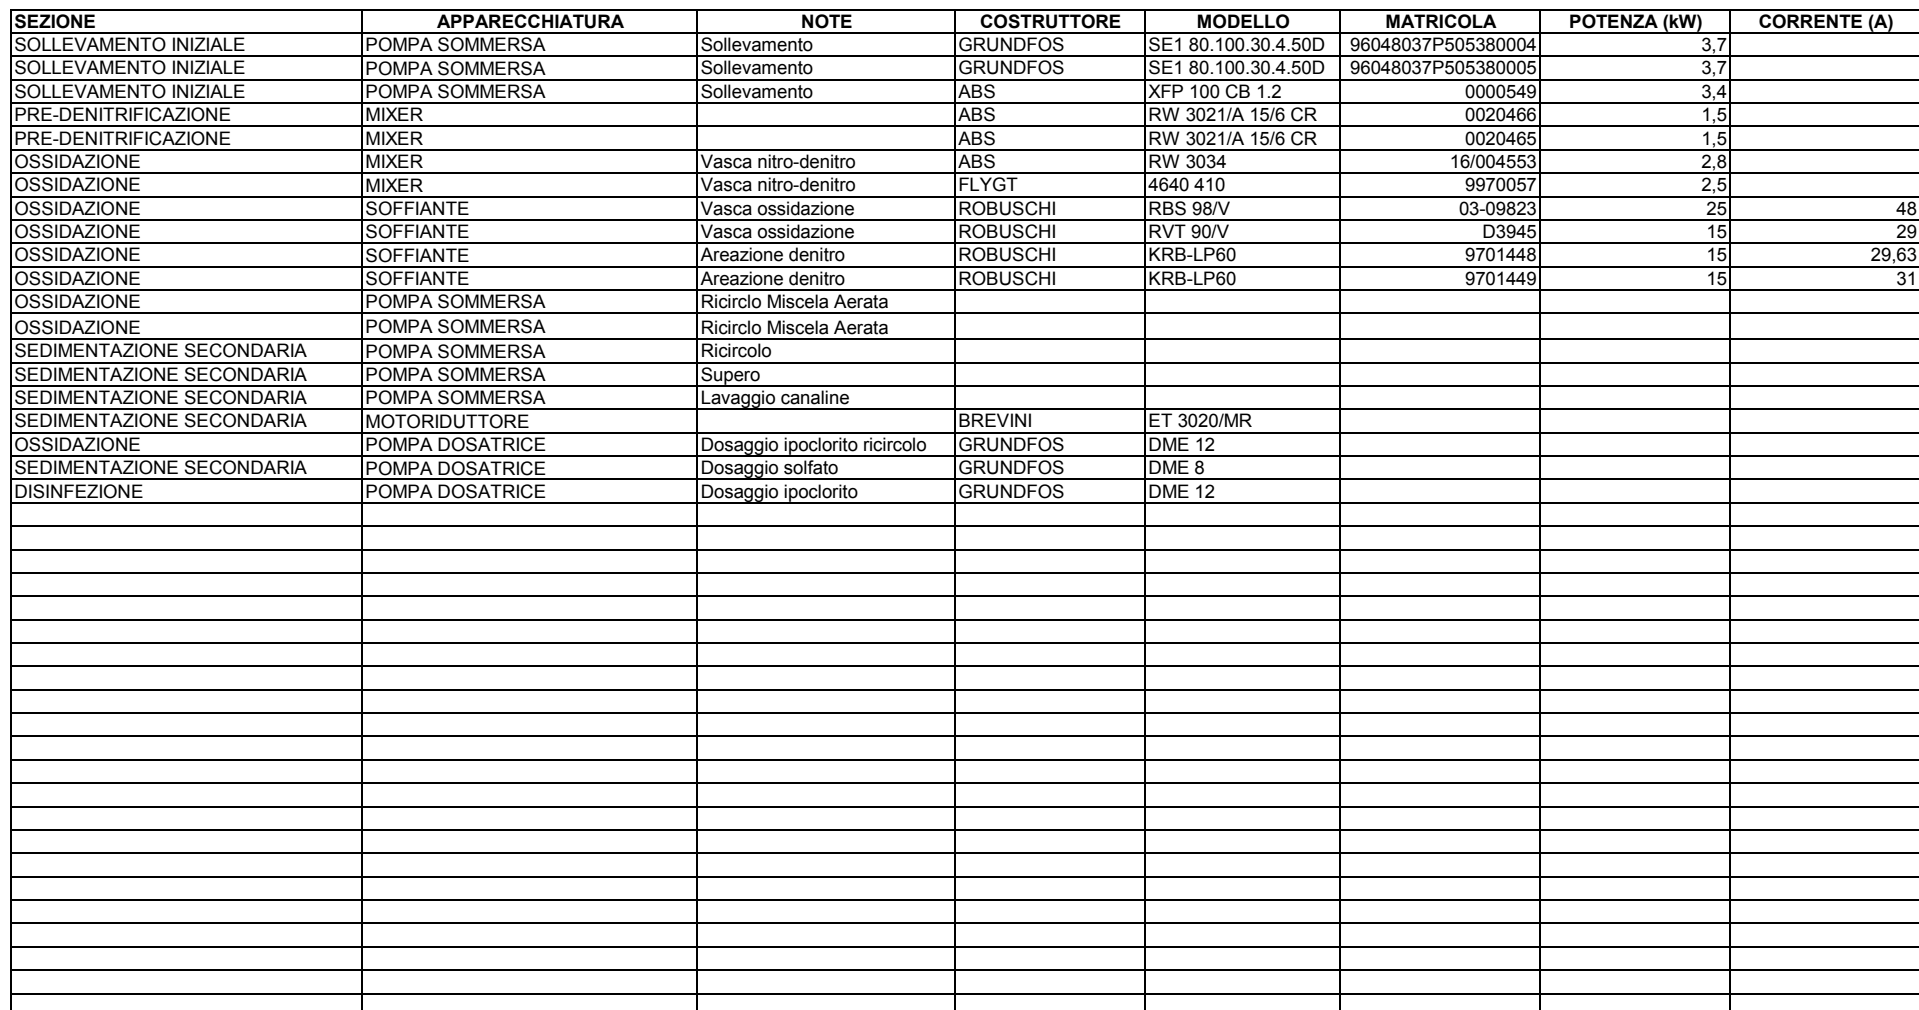 SEZIONE APPARECCHIATURA NOTE COSTRUTTORE MODELLO MATRICOLA POTENZA (kW) CORRENTE (A)
SOLLEVAMENTO INIZIALE POMPA SOMMERSA Sollevamento GRUNDFOS SE1 80.100.30.4.50D 96048037P505380004 3,7
SOLLEVAMENTO INIZIALE POMPA SOMMERSA Sollevamento GRUNDFOS SE1 80.100.30.4.50D 96048037P505380005 3,7
SOLLEVAMENTO INIZIALE POMPA SOMMERSA Sollevamento ABS XFP 100 CB 1.2 0000549 3,4
PRE-DENITRIFICAZIONE MIXER ABS RW 3021/A 15/6 CR 0020466 1,5
PRE-DENITRIFICAZIONE MIXER ABS RW 3021/A 15/6 CR 0020465 1,5
OSSIDAZIONE MIXER Vasca nitro-denitro ABS RW 3034 16/004553 2,8
OSSIDAZIONE MIXER Vasca nitro-denitro FLYGT 4640 410 9970057 2,5
OSSIDAZIONE SOFFIANTE Vasca ossidazione ROBUSCHI RBS 98/V 03-09823 25 48
OSSIDAZIONE SOFFIANTE Vasca ossidazione ROBUSCHI RVT 90/V D3945 15 29
OSSIDAZIONE SOFFIANTE Areazione denitro ROBUSCHI KRB-LP60 9701448 15 29,63
OSSIDAZIONE SOFFIANTE Areazione denitro ROBUSCHI KRB-LP60 9701449 15 31
OSSIDAZIONE POMPA SOMMERSA Ricirclo Miscela Aerata
OSSIDAZIONE POMPA SOMMERSA Ricirclo Miscela Aerata
SEDIMENTAZIONE SECONDARIA POMPA SOMMERSA Ricircolo
SEDIMENTAZIONE SECONDARIA POMPA SOMMERSA Supero
SEDIMENTAZIONE SECONDARIA POMPA SOMMERSA Lavaggio canaline
SEDIMENTAZIONE SECONDARIA MOTORIDUTTORE BREVINI ET 3020/MR
OSSIDAZIONE POMPA DOSATRICE Dosaggio ipoclorito ricircolo GRUNDFOS DME 12
SEDIMENTAZIONE SECONDARIA POMPA DOSATRICE Dosaggio solfato GRUNDFOS DME 8
DISINFEZIONE POMPA DOSATRICE Dosaggio ipoclorito GRUNDFOS DME 12